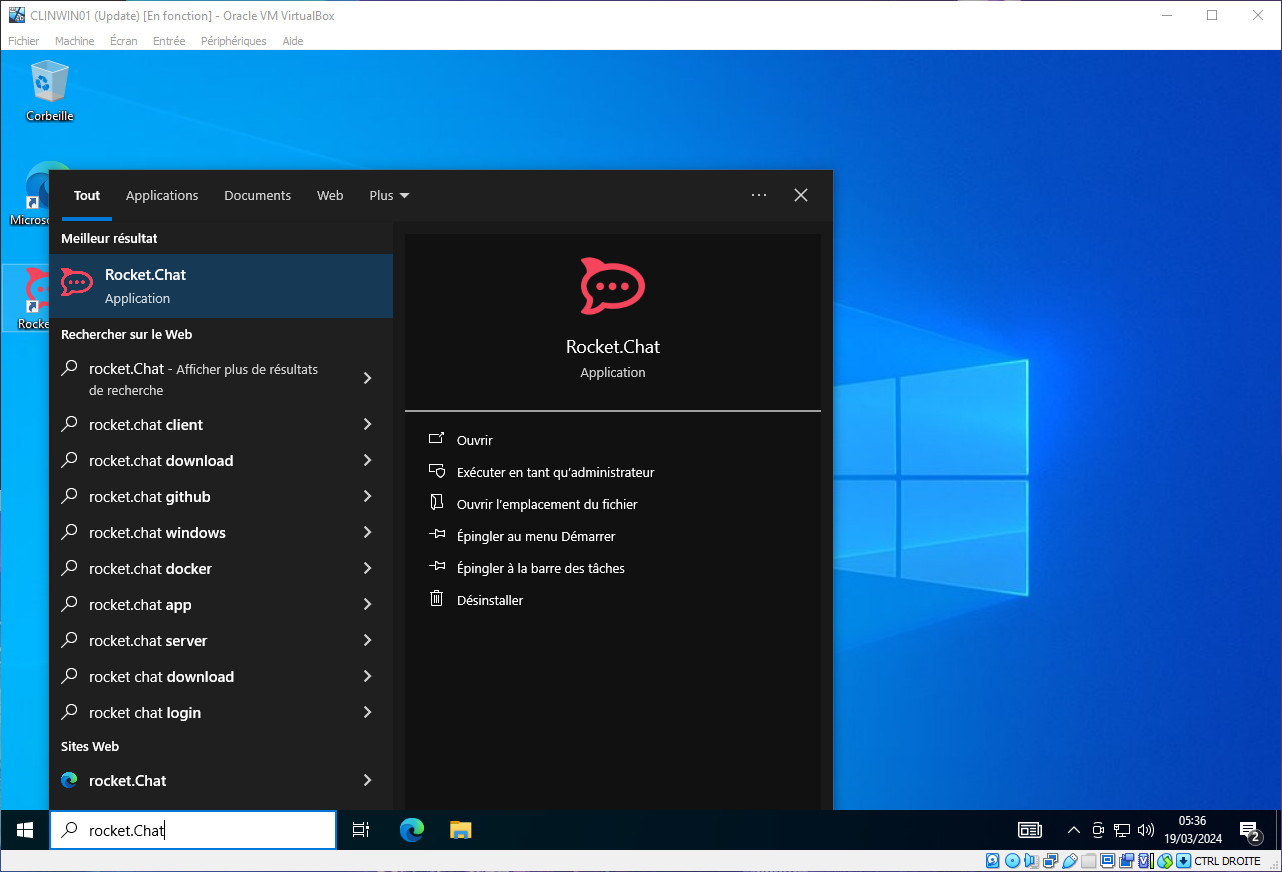 CLINWIN01 (Update) [En fonction] - Oracle VM VirtualBox
Fichier Machine Écran Entrée Périphériques Aide
Corbeille
Tout Applications Documents Web Plus
Meilleur résultat
Rocket.Chat
Application
Rechercher sur le Web
rocket.Chat - Afficher plus de résultats
de recherche
rocket.chat client
rocket.chat download
rocket.chat github
rocket.chat windows
rocket.chat docker
rocket.chat app
rocket.chat server
rocket chat download
rocket chat login
Sites Web
rocket.Chat
Rocket.Chat
Application
Ouvrir
Exécuter en tant qu’administrateur
Ouvrir l’emplacement du fichier
Épingler au menu Démarrer
Épingler à la barre des tâches
Désinstaller
Micros
Rocke
rocket.Chat
05:36
19/03/2024
2
CTRL DROITE